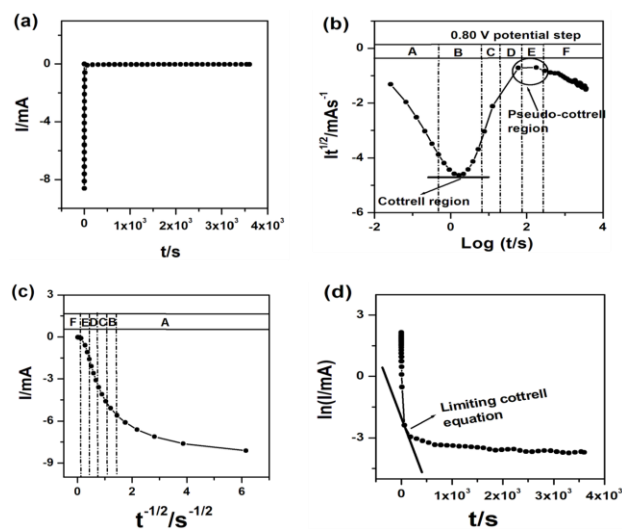 (a)
I/mA
0
-4
-8
0
1x10³
2x10³
3x10³
4x10³
t/s
(b)
0.80 V potential step
A B C D E F
It^1/2/mAs^-1
0
-2
-4
-6
Pseudo-cottrell
region
Cottrell region
-2
0
2
4
Log (t/s)
(c)
F E D C B A
I/mA
3
0
-3
-6
-9
0
2
4
6
t^-1/2/s^-1/2
(d)
ln(I/mA)
3
0
-3
-6
Limiting cottrell
equation
0
1x10³
2x10³
3x10³
4x10³
t/s